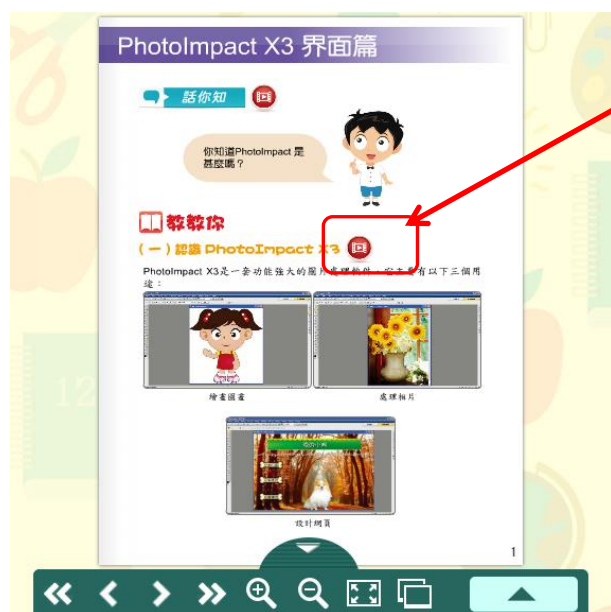 PhotoImpact X3 界面篇
話你知
你知道PhotoImpact 是
甚麼嗎？
教教你
(一) 認識 PhotoImpact X3
PhotoImpact X3是一套功能強大的圖片處理軟件，它主要有以下三個用
途：
繪畫圖畫
處理相片
設計網頁
1
12